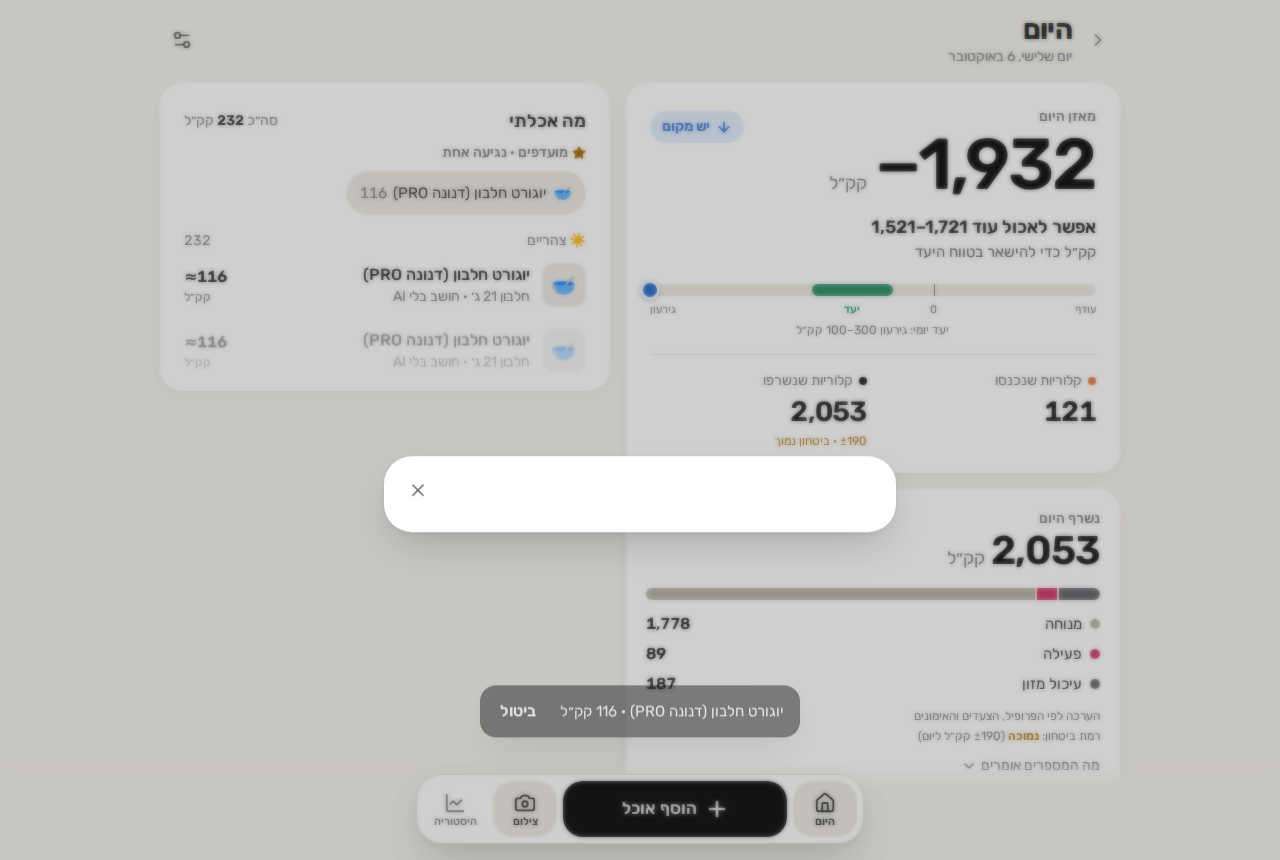 היום
יום שלישי, 6 באוקטובר
מאזן היום
יש מקום
−1,932 קק״ל
אפשר לאכול עוד 1,721–1,521
קק״ל כדי להישאר בטווח היעד
עודף
0
יעד
גירעון
יעד יומי: גירעון 300–100 קק״ל
קלוריות שנכנסו
121
קלוריות שנשרפו
2,053
±190 • ביטחון נמוך
נשרף היום
2,053 קק״ל
מנוחה 1,778
פעילה 89
עיכול מזון 187
הערכה לפי הפרופיל, הצעדים והאימונים
רמת ביטחון: נמוכה (±190 קק״ל ליום)
מה המספרים אומרים
מה אכלתי
סה״כ 232 קק״ל
מועדפים • נגיעה אחת
יוגורט חלבון (דנונה PRO) 116
צהריים 232
יוגורט חלבון (דנונה PRO)
חלבון 21 ג׳ • חושב בלי AI
≈116
קק״ל
יוגורט חלבון (דנונה PRO)
חלבון 21 ג׳ • חושב בלי AI
≈116
קק״ל
יוגורט חלבון (דנונה PRO) • 116 קק״ל
ביטול
היום
הוסף אוכל
צילום
היסטוריה